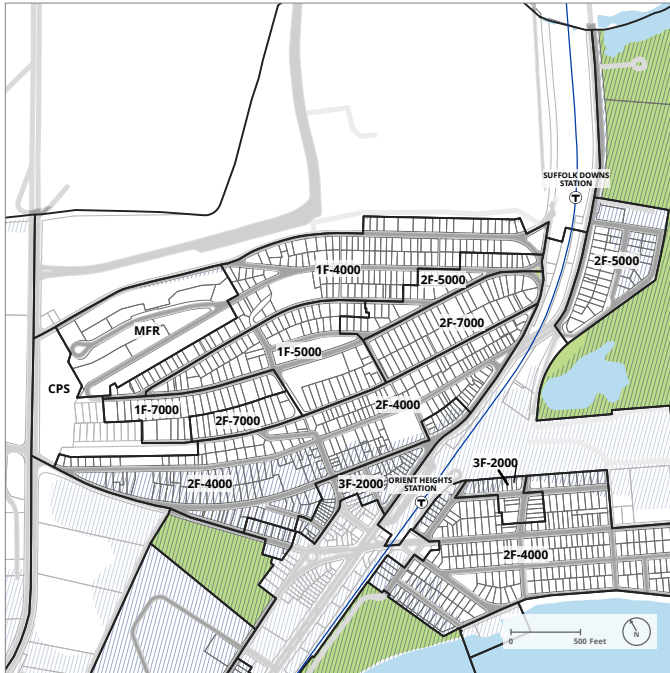 SUFFOLK DOWNS
STATION
T
2F-5000
1F-4000
2F-5000
MFR
2F-7000
1F-5000
CPS
1F-7000
2F-7000
2F-4000
3F-2000
2F-4000
3F-2000
ORIENT HEIGHTS
STATION
T
2F-4000
0
500 Feet
N